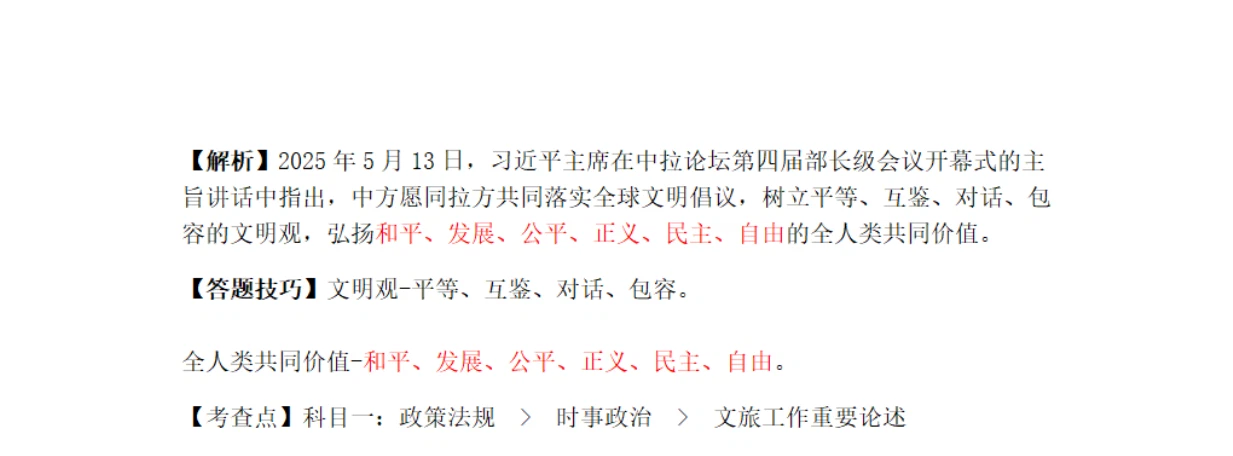 【解析】2025 年 5 月 13 日，习近平主席在中拉论坛第四届部长级会议开幕式的主
旨讲话中指出，中方愿同拉方共同落实全球文明倡议，树立平等、互鉴、对话、包
容的文明观，弘扬和平、发展、公平、正义、民主、自由的全人类共同价值。
【答题技巧】文明观-平等、互鉴、对话、包容。
全人类共同价值-和平、发展、公平、正义、民主、自由。
【考查点】科目一：政策法规 > 时事政治 > 文旅工作重要论述